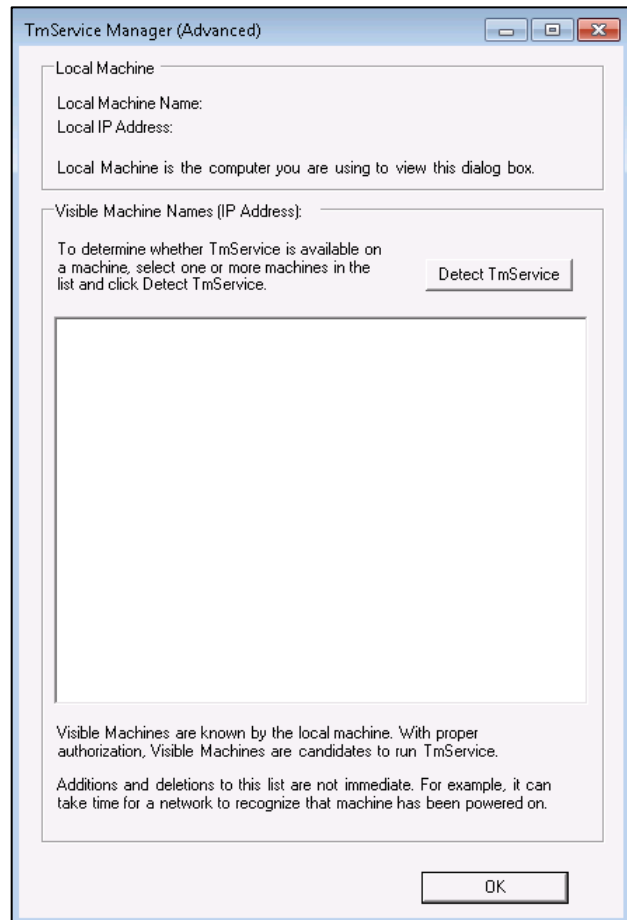 TmService Manager (Advanced)
Local Machine
Local Machine Name:
Local IP Address:
Local Machine is the computer you are using to view this dialog box.
Visible Machine Names (IP Address):
To determine whether TmService is available on
a machine, select one or more machines in the
list and click Detect TmService.
Detect TmService
Visible Machines are known by the local machine. With proper
authorization, Visible Machines are candidates to run TmService.
Additions and deletions to this list are not immediate. For example, it can
take time for a network to recognize that machine has been powered on.
OK